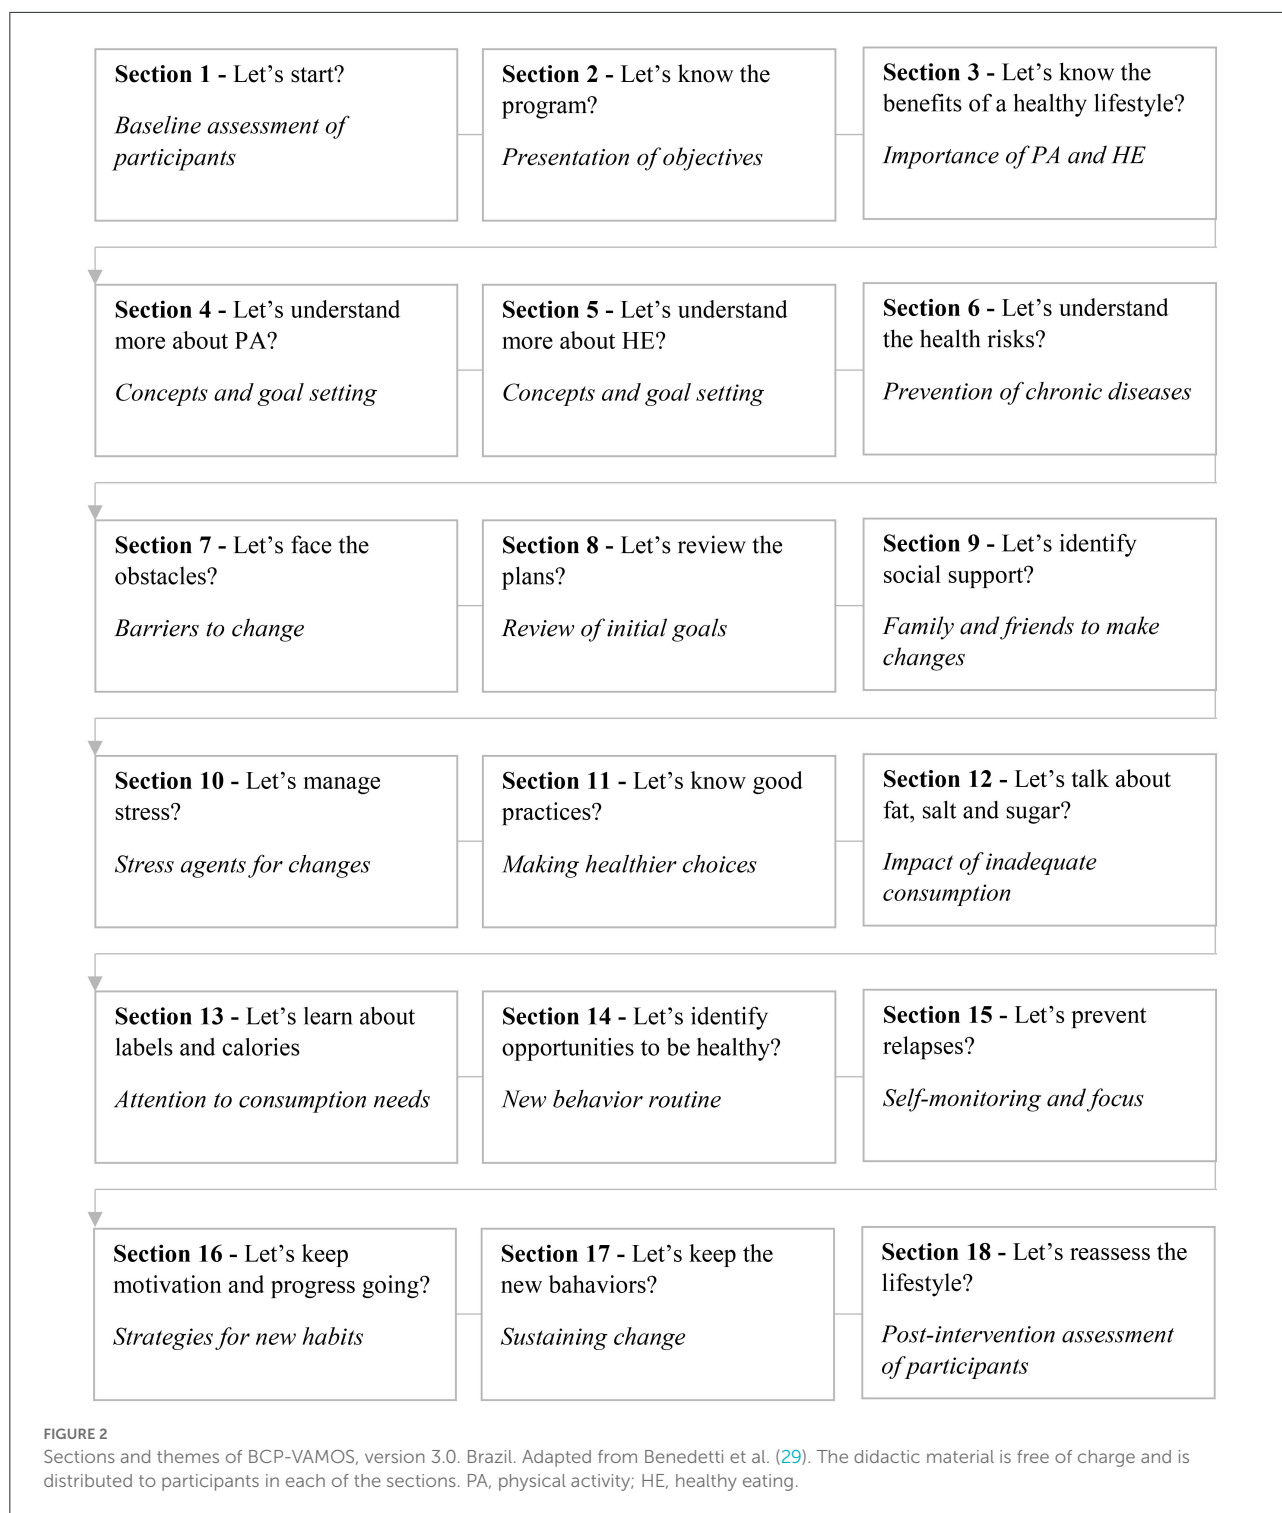 Section 1 - Let's start?
Baseline assessment of
participants
Section 2 - Let's know the
program?
Presentation of objectives
Section 3 - Let's know the
benefits of a healthy lifestyle?
Importance of PA and HE
Section 4 - Let's understand
more about PA?
Concepts and goal setting
Section 5 - Let's understand
more about HE?
Concepts and goal setting
Section 6 - Let's understand
the health risks?
Prevention of chronic diseases
Section 7 - Let's face the
obstacles?
Barriers to change
Section 8 - Let's review the
plans?
Review of initial goals
Section 9 - Let's identify
social support?
Family and friends to make
changes
Section 10 - Let's manage
stress?
Stress agents for changes
Section 11 - Let's know good
practices?
Making healthier choices
Section 12 - Let's talk about
fat, salt and sugar?
Impact of inadequate
consumption
Section 13 - Let's learn about
labels and calories
Attention to consumption needs
Section 14 - Let's identify
opportunities to be healthy?
New behavior routine
Section 15 - Let's prevent
relapses?
Self-monitoring and focus
Section 16 - Let's keep
motivation and progress going?
Strategies for new habits
Section 17 - Let's keep the
new bahaviors?
Sustaining change
Section 18 - Let's reassess the
lifestyle?
Post-intervention assessment
of participants
FIGURE 2
Sections and themes of BCP-VAMOS, version 3.0. Brazil. Adapted from Benedetti et al. (29). The didactic material is free of charge and is
distributed to participants in each of the sections. PA, physical activity; HE, healthy eating.